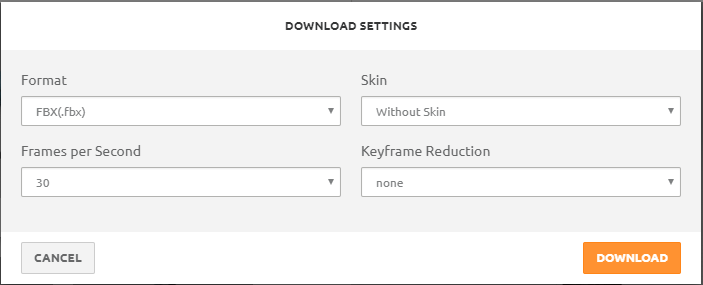 DOWNLOAD SETTINGS
Format
Skin
FBX(.fbx)
Without Skin
Frames per Second
Keyframe Reduction
30
none
CANCEL
DOWNLOAD